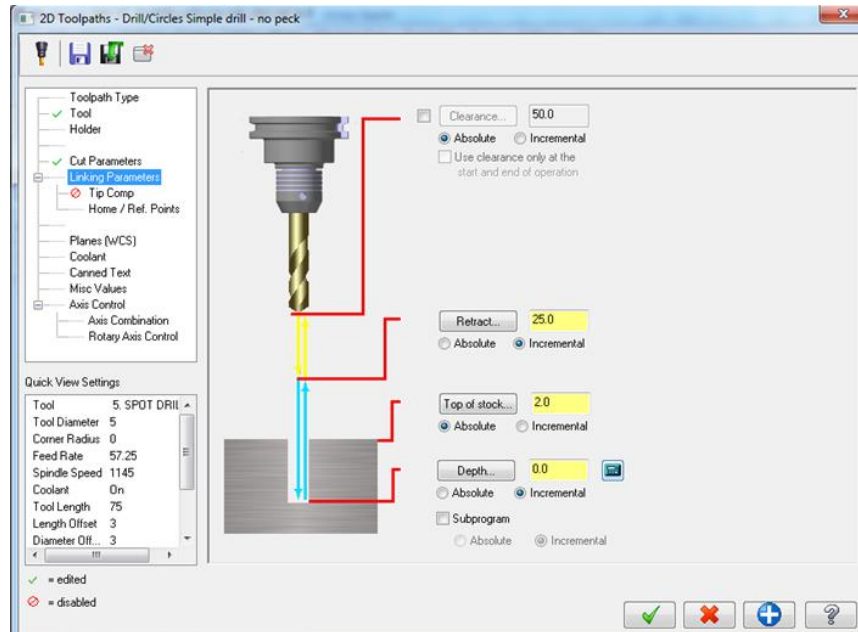 2D Toolpaths - Drill/Circles Simple drill - no peck
Toolpath Type
Tool
Holder
Cut Parameters
Linking Parameters
Tip Comp
Home / Ref. Points
Planes (WCS)
Coolant
Canned Text
Misc Values
Axis Control
Axis Combination
Rotary Axis Control
Quick View Settings
Tool 5. SPOT DRIL
Tool Diameter 5
Corner Radius 0
Feed Rate 57.25
Spindle Speed 1145
Coolant On
Tool Length 75
Length Offset 3
Diameter Off... 3
= edited
= disabled
Clearance... 50.0
Absolute Incremental
Use clearance only at the
start and end of operation
Retract... 25.0
Absolute Incremental
Top of stock... 2.0
Absolute Incremental
Depth... 0.0
Absolute Incremental
Subprogram
Absolute Incremental